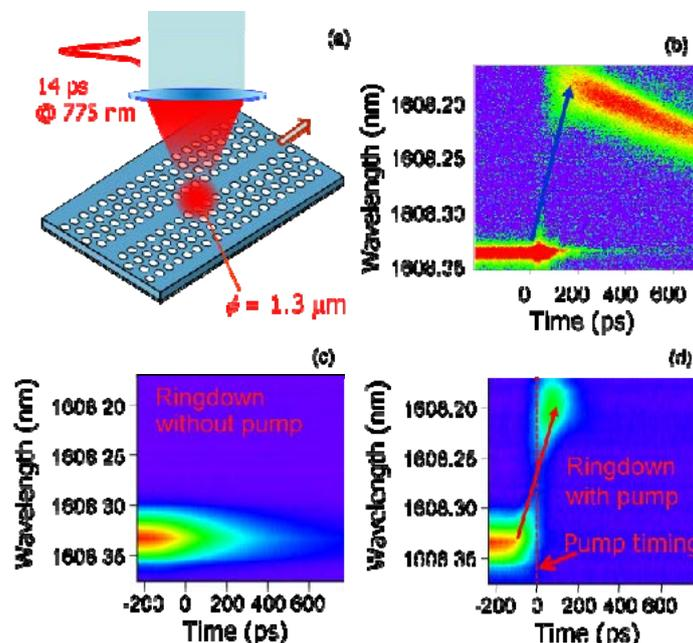 (a)
14 ps
@ 775 nm
ϕ = 1.3 μm
(b)
Wavelength (nm)
1608.20
1608.25
1608.30
1608.35
0 200 400 600
Time (ps)
(c)
Wavelength (nm)
1608 20
1608 25
1608 30
1608 35
Ringdown
without pump
-200 0 200 400 600
Time (ps)
(d)
Wavelength (nm)
1608.20
1608.25
1608.30
1608.35
Ringdown
with pump
Pump timing
-200 0 200 400 600
Time (ps)